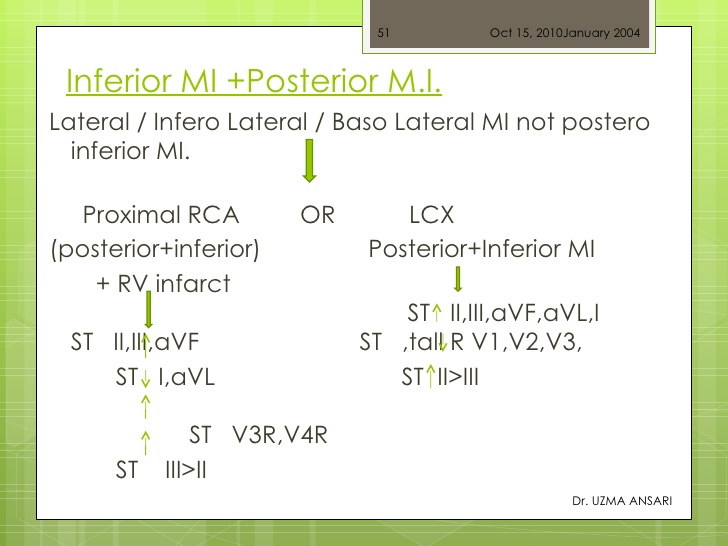 51 Oct 15, 2010January 2004
Inferior MI +Posterior M.I.
Lateral / Infero Lateral / Baso Lateral MI not postero
inferior MI.
Proximal RCA OR LCX
(posterior+inferior) Posterior+Inferior MI
+ RV infarct
ST↑ II,III,aVF,aVL,I
ST II,III,aVF ST ,tall R V1,V2,V3,
ST↓ I,aVL ST↑ II>III
ST V3R,V4R
ST III>II
Dr. UZMA ANSARI